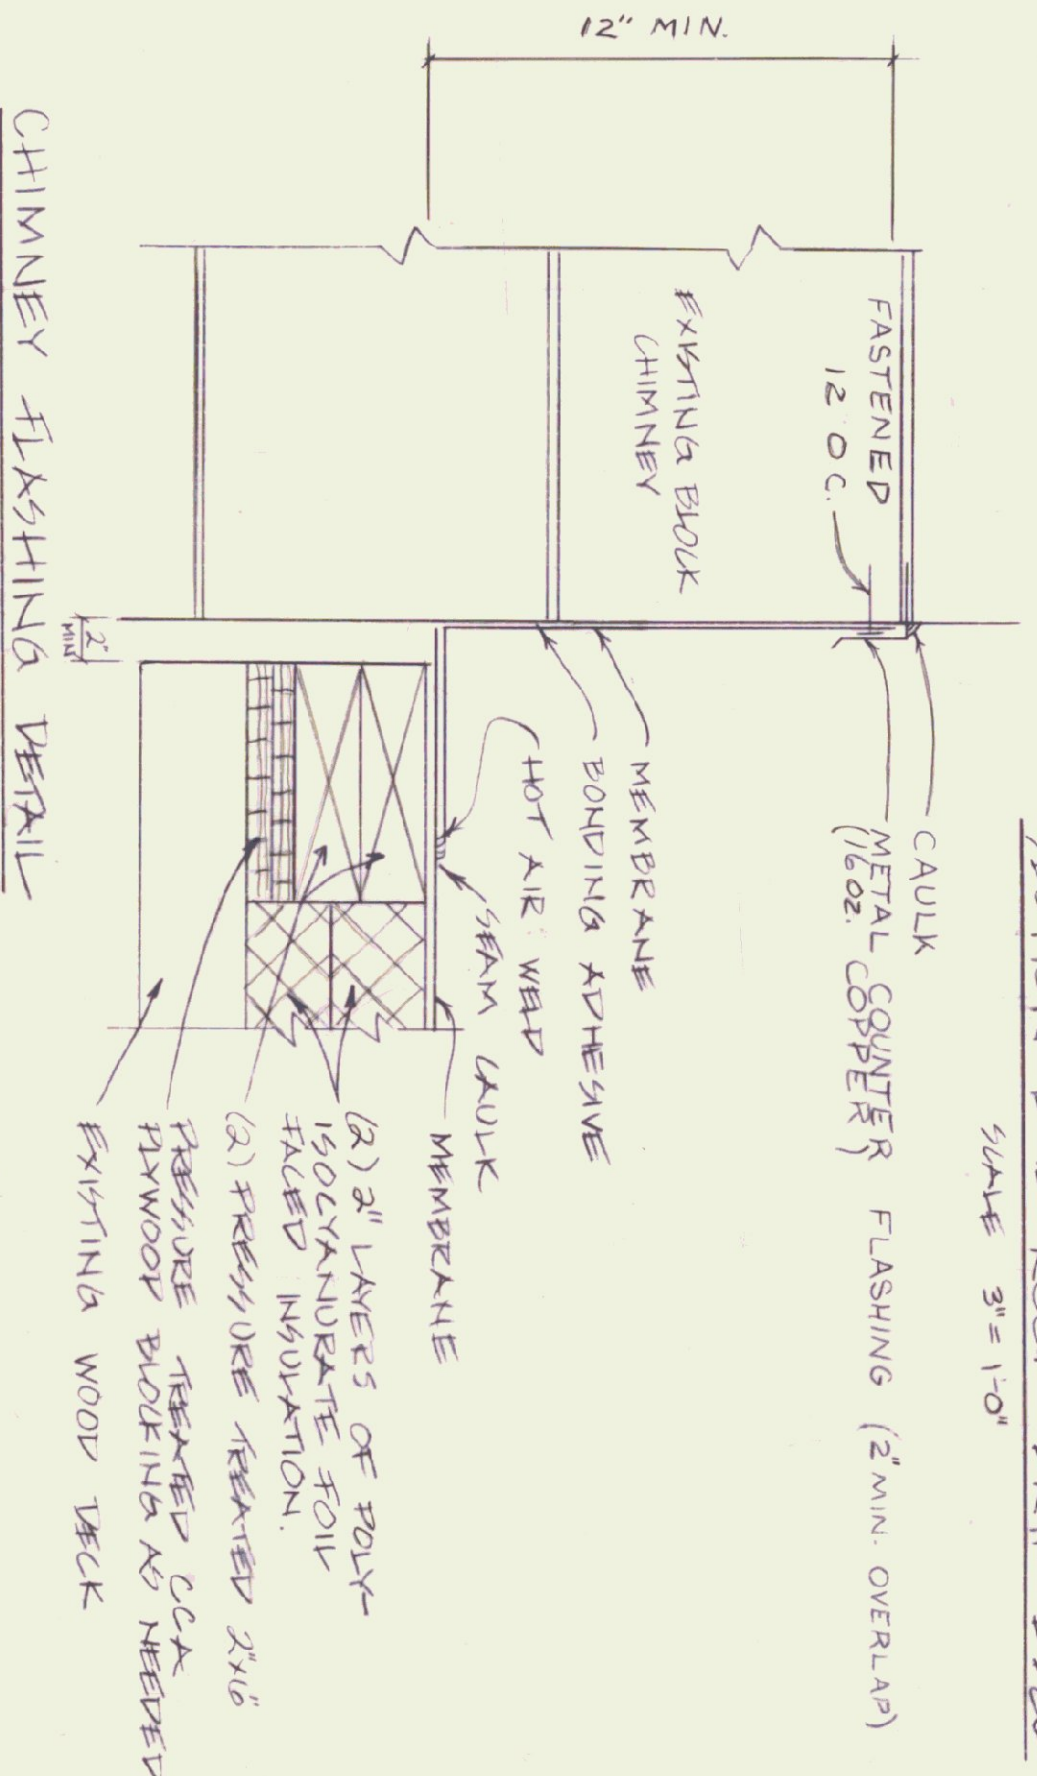 SCALE 3" = 1'-0"
12" MIN.
FASTENED
12 O.C.
EXISTING BLOCK
CHIMNEY
CAULK
METAL COUNTER FLASHING (2" MIN. OVERLAP)
(16 OZ. COPPER)
MEMBRANE
BONDING ADHESIVE
HOT AIR WELD
SEAM CAULK
MEMBRANE
(2) 2" LAYERS OF POLY-
ISOCYANURATE FOIL
FACED INSULATION.
(2) PRESSURE TREATED 2"x6"
PRESSURE TREATED CCA
PLYWOOD BLOCKING AS NEEDED
EXISTING WOOD DECK
2"
MIN
CHIMNEY FLASHING DETAIL